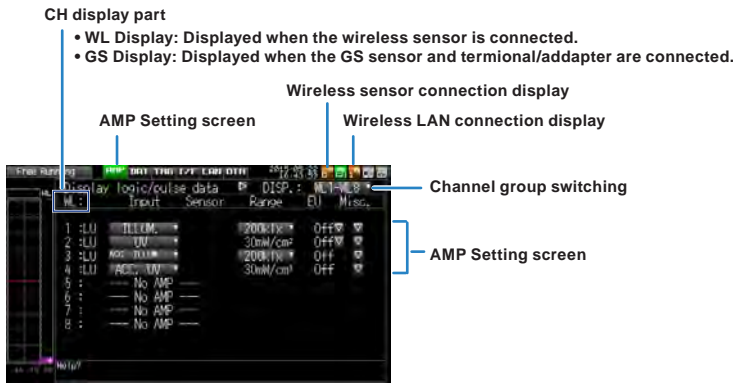 CH display part
• WL Display: Displayed when the wireless sensor is connected.
• GS Display: Displayed when the GS sensor and termional/addapter are connected.
Wireless sensor connection display
AMP Setting screen
Wireless LAN connection display
Free Running AMP DAT TRG I/F LAN OTH
Display logic/pulse data DISP.: WL1-WL8
Channel group switching
WL: Input Sensor Range EU Misc.
1 :LU ILLUM. 200klx Off
2 :LU UV 30mW/cm² Off
AMP Setting screen
3 :LU ACC. ILLUM 200klx Off
4 :LU ACC. UV 30mW/cm² Off
5 : --- No AMP ---
6 : --- No AMP ---
7 : --- No AMP ---
8 : --- No AMP ---
Help?